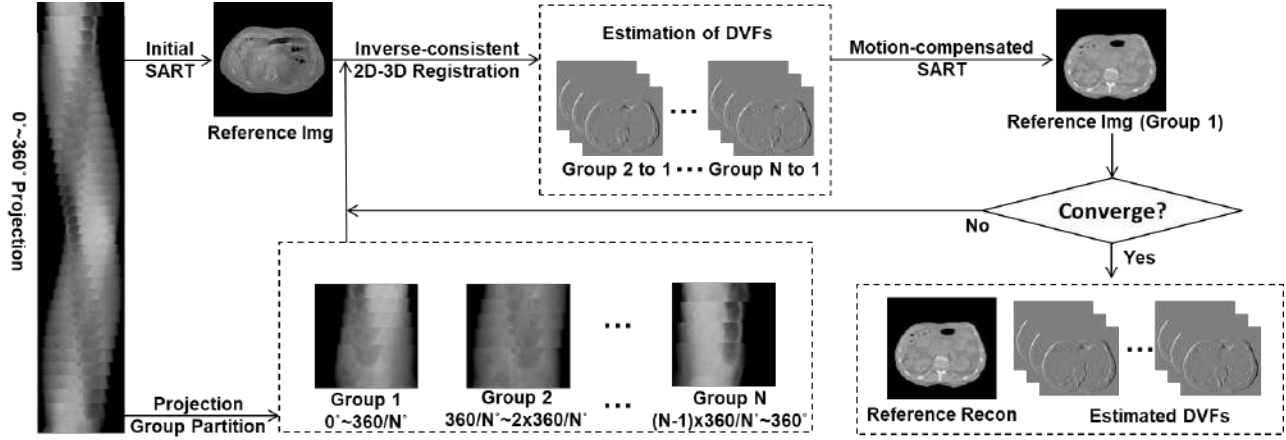 0°~360° Projection
Initial
SART
Reference Img
Inverse-consistent
2D-3D Registration
Estimation of DVFs
...
Group 2 to 1 ... Group N to 1
Motion-compensated
SART
Reference Img (Group 1)
Converge?
No
Yes
Projection
Group Partition
...
Group 1
Group 2
Group N
0°~360/N°
360/N°~2x360/N°
...
(N-1)x360/N°~360°
...
Reference Recon
Estimated DVFs